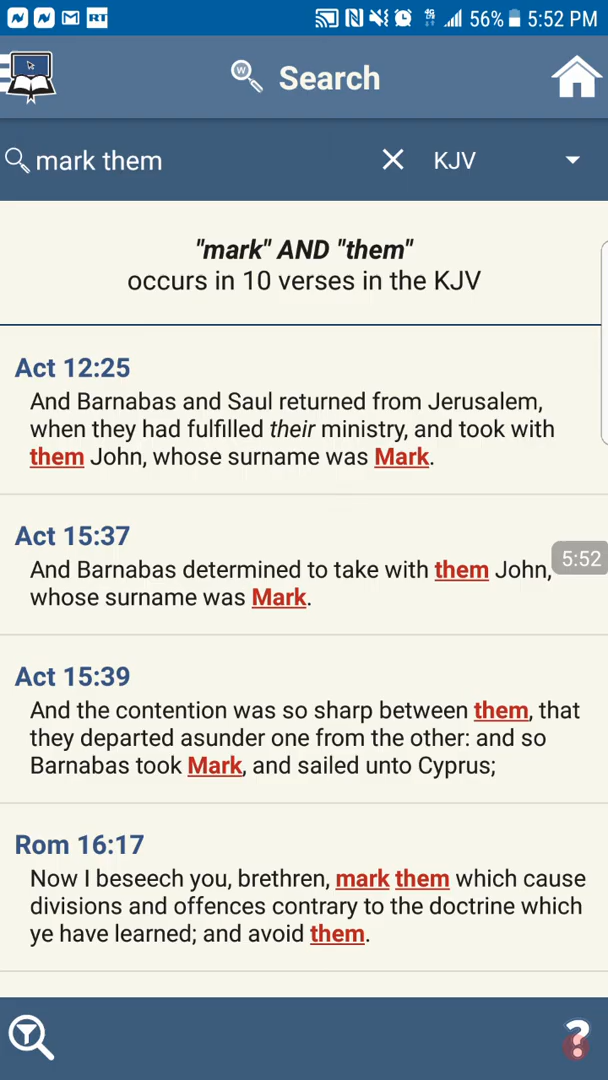 RT 56% 5:52 PM
W Search
mark them KJV
"mark" AND "them"
occurs in 10 verses in the KJV
Act 12:25
And Barnabas and Saul returned from Jerusalem,
when they had fulfilled their ministry, and took with
them John, whose surname was Mark.
Act 15:37
And Barnabas determined to take with them John,
5:52
whose surname was Mark.
Act 15:39
And the contention was so sharp between them, that
they departed asunder one from the other: and so
Barnabas took Mark, and sailed unto Cyprus;
Rom 16:17
Now I beseech you, brethren, mark them which cause
divisions and offences contrary to the doctrine which
ye have learned; and avoid them.
?